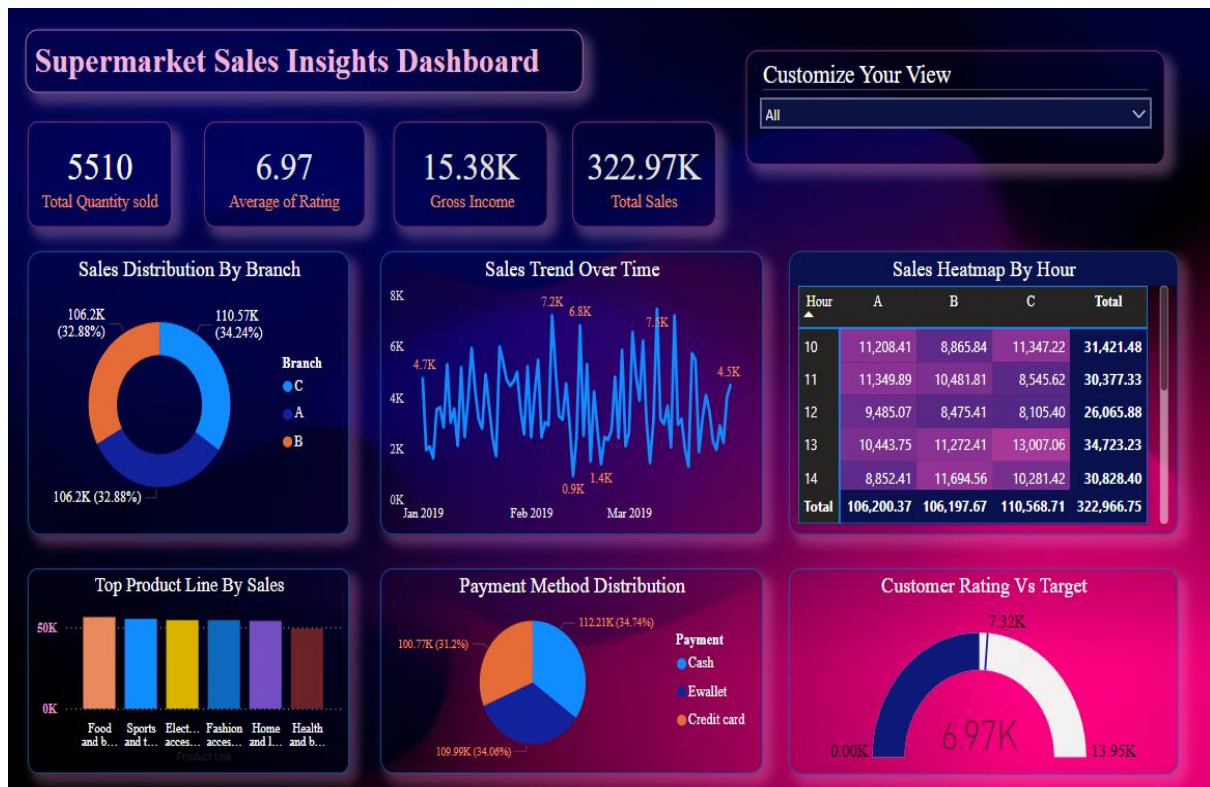 Supermarket Sales Insights Dashboard
Customize Your View
All
5510
Total Quantity sold
6.97
Average of Rating
15.38K
Gross Income
322.97K
Total Sales
Sales Distribution By Branch
106.2K
(32.88%)
110.57K
(34.24%)
106.2K (32.88%)
Branch
C
A
B
Sales Trend Over Time
8K
6K
4K
2K
0K
4.7K
7.2K
6.8K
7.5K
4.5K
0.9K
1.4K
Jan 2019 Feb 2019 Mar 2019
Sales Heatmap By Hour
Hour A B C Total
10 11,208.41 8,865.84 11,347.22 31,421.48
11 11,349.89 10,481.81 8,545.62 30,377.33
12 9,485.07 8,475.41 8,105.40 26,065.88
13 10,443.75 11,272.41 13,007.06 34,723.23
14 8,852.41 11,694.56 10,281.42 30,828.40
Total 106,200.37 106,197.67 110,568.71 322,966.75
Top Product Line By Sales
50K
0K
Food Sports Elect... Fashion Home Health
and b... and t... acces... acces... and l... and b...
Product line
Payment Method Distribution
112.21K (34.74%)
100.77K (31.2%)
109.99K (34.06%)
Payment
Cash
Ewallet
Credit card
Customer Rating Vs Target
7.32K
6.97K
0.00K
13.95K